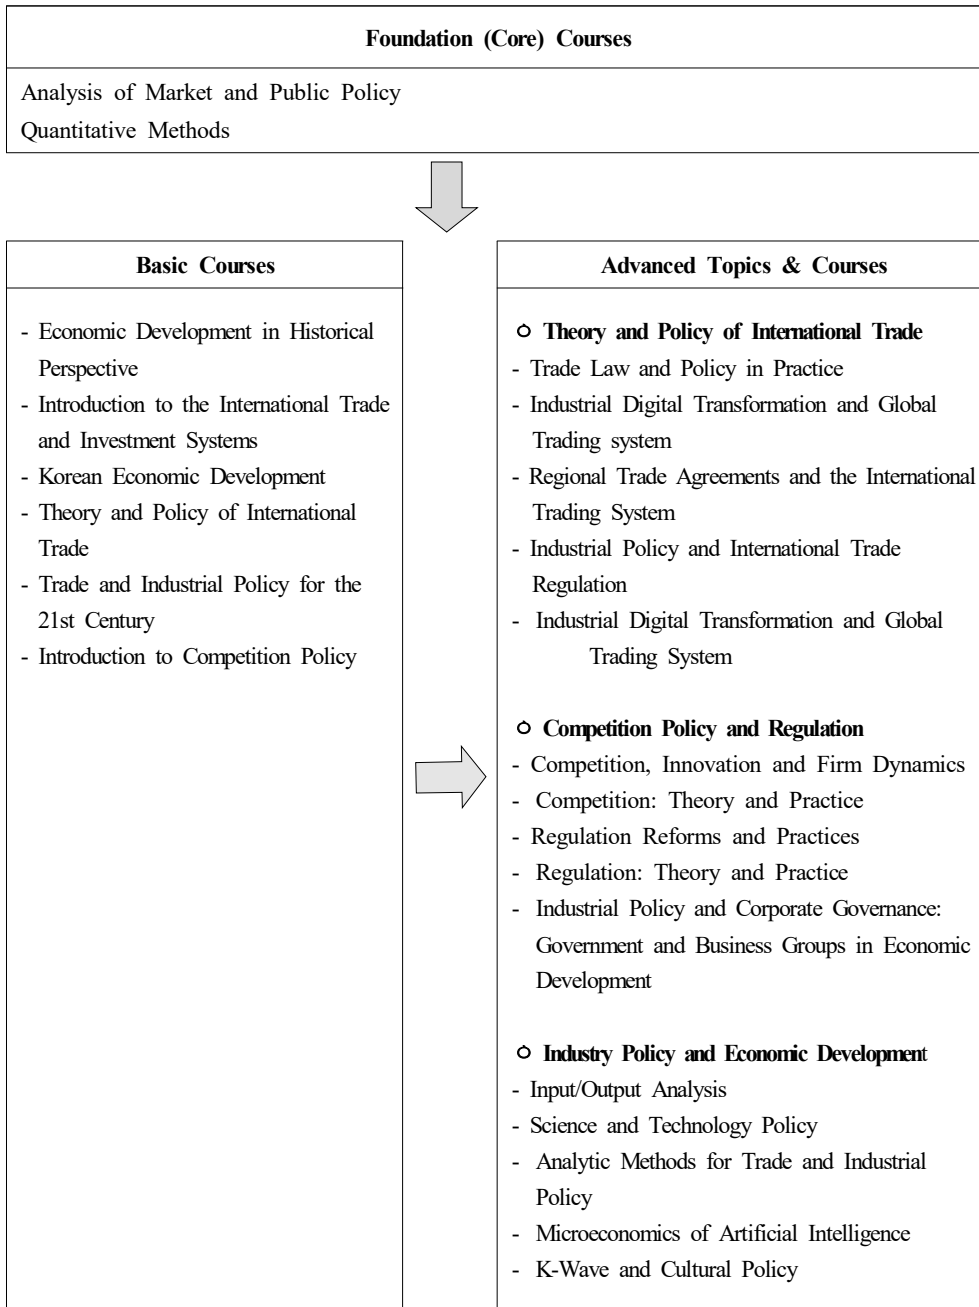 Foundation (Core) Courses
Analysis of Market and Public Policy
Quantitative Methods
Basic Courses
- Economic Development in Historical
Perspective
- Introduction to the International Trade
and Investment Systems
- Korean Economic Development
- Theory and Policy of International
Trade
- Trade and Industrial Policy for the
21st Century
- Introduction to Competition Policy
Advanced Topics & Courses
o Theory and Policy of International Trade
- Trade Law and Policy in Practice
- Industrial Digital Transformation and Global
Trading system
- Regional Trade Agreements and the International
Trading System
- Industrial Policy and International Trade
Regulation
- Industrial Digital Transformation and Global
Trading System
o Competition Policy and Regulation
- Competition, Innovation and Firm Dynamics
- Competition: Theory and Practice
- Regulation Reforms and Practices
- Regulation: Theory and Practice
- Industrial Policy and Corporate Governance:
Government and Business Groups in Economic
Development
o Industry Policy and Economic Development
- Input/Output Analysis
- Science and Technology Policy
- Analytic Methods for Trade and Industrial
Policy
- Microeconomics of Artificial Intelligence
- K-Wave and Cultural Policy